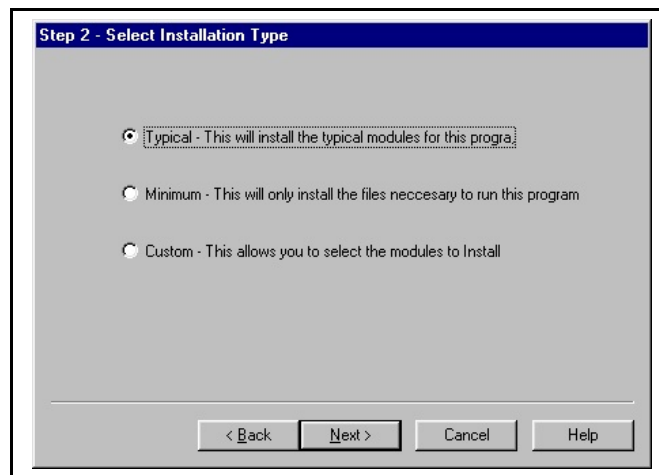 Step 2 - Select Installation Type
Typical - This will install the typical modules for this progra,
Minimum - This will only install the files neccesary to run this program
Custom - This allows you to select the modules to Install
< Back Next > Cancel Help